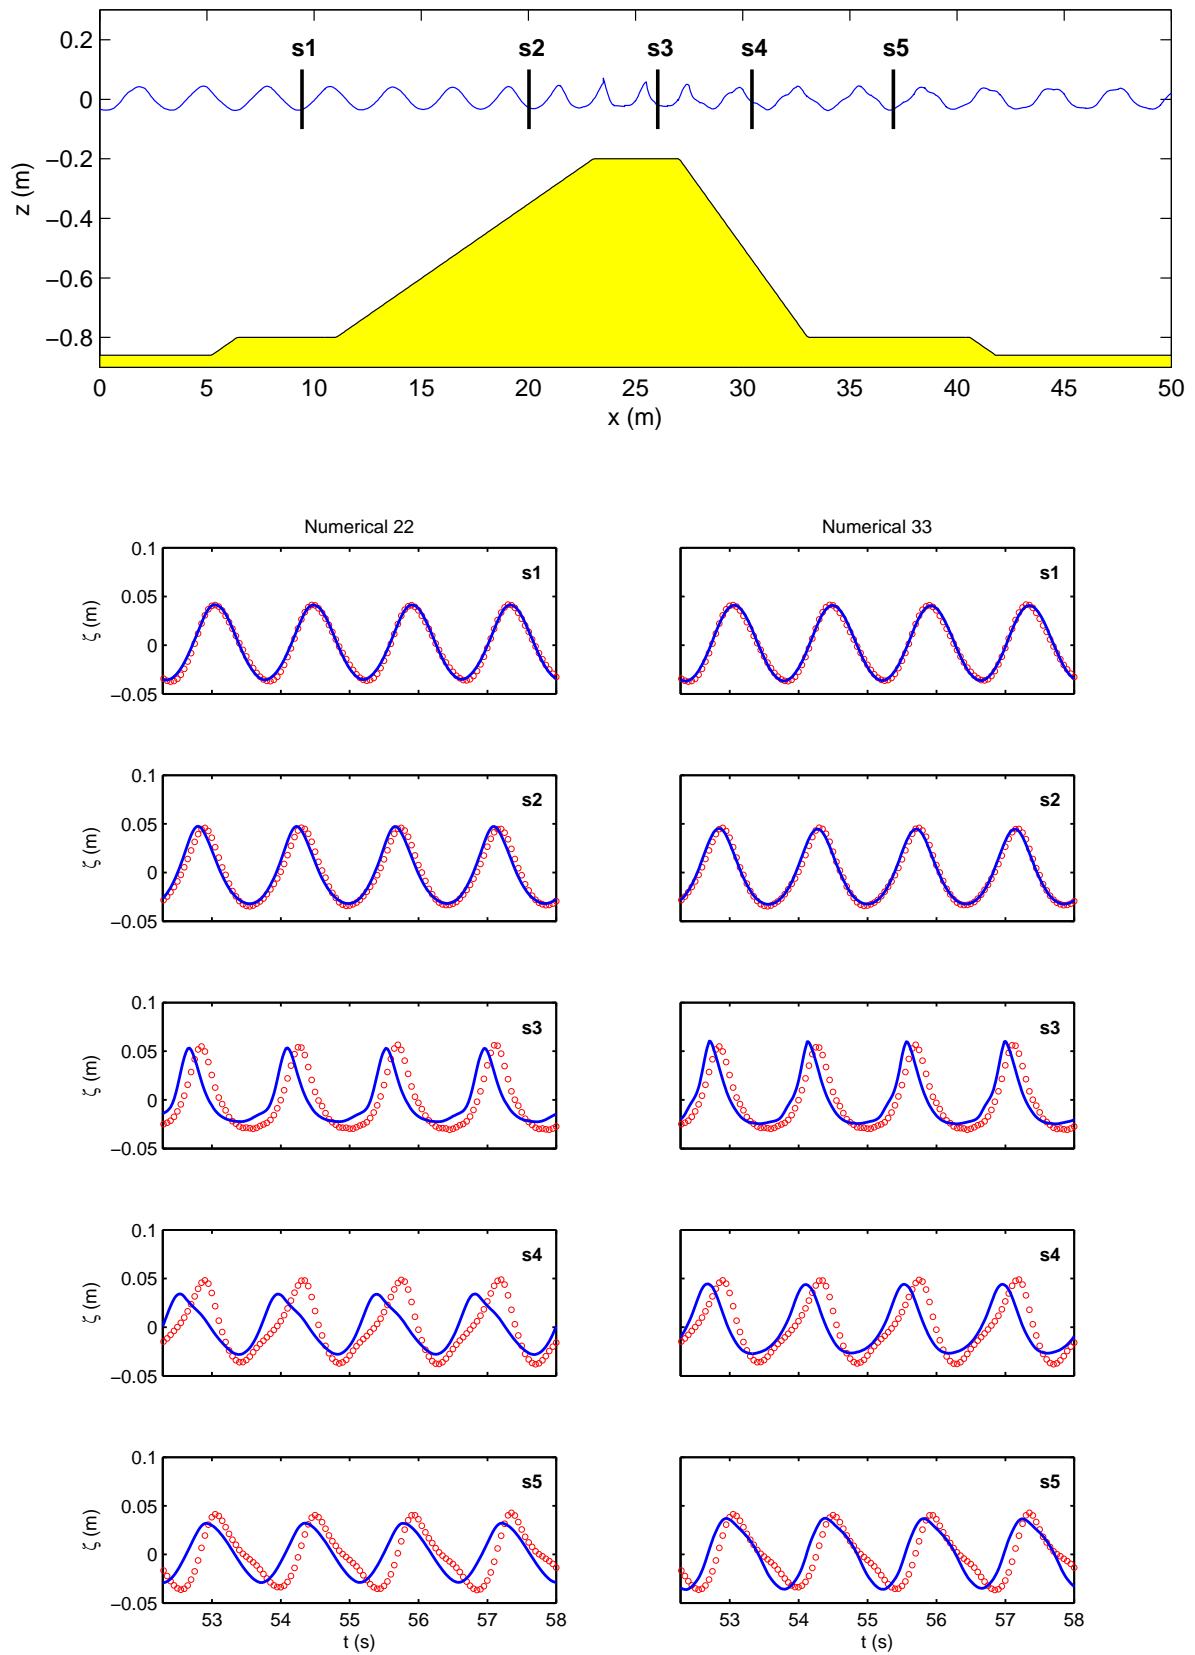 0.2
s1 s2 s3 s4 s5
0
−0.2
z (m)
−0.4
−0.6
−0.8
0 5 10 15 20 25 30 35 40 45 50
x (m)
Numerical 22
Numerical 33
0.1
s1
s1
0.05
ζ (m)
0
−0.05
0.1
s2
s2
0.05
ζ (m)
0
−0.05
0.1
s3
s3
0.05
ζ (m)
0
−0.05
0.1
s4
s4
0.05
ζ (m)
0
−0.05
0.1
s5
s5
0.05
ζ (m)
0
−0.05
53 54 55 56 57 58
53 54 55 56 57 58
t (s)
t (s)